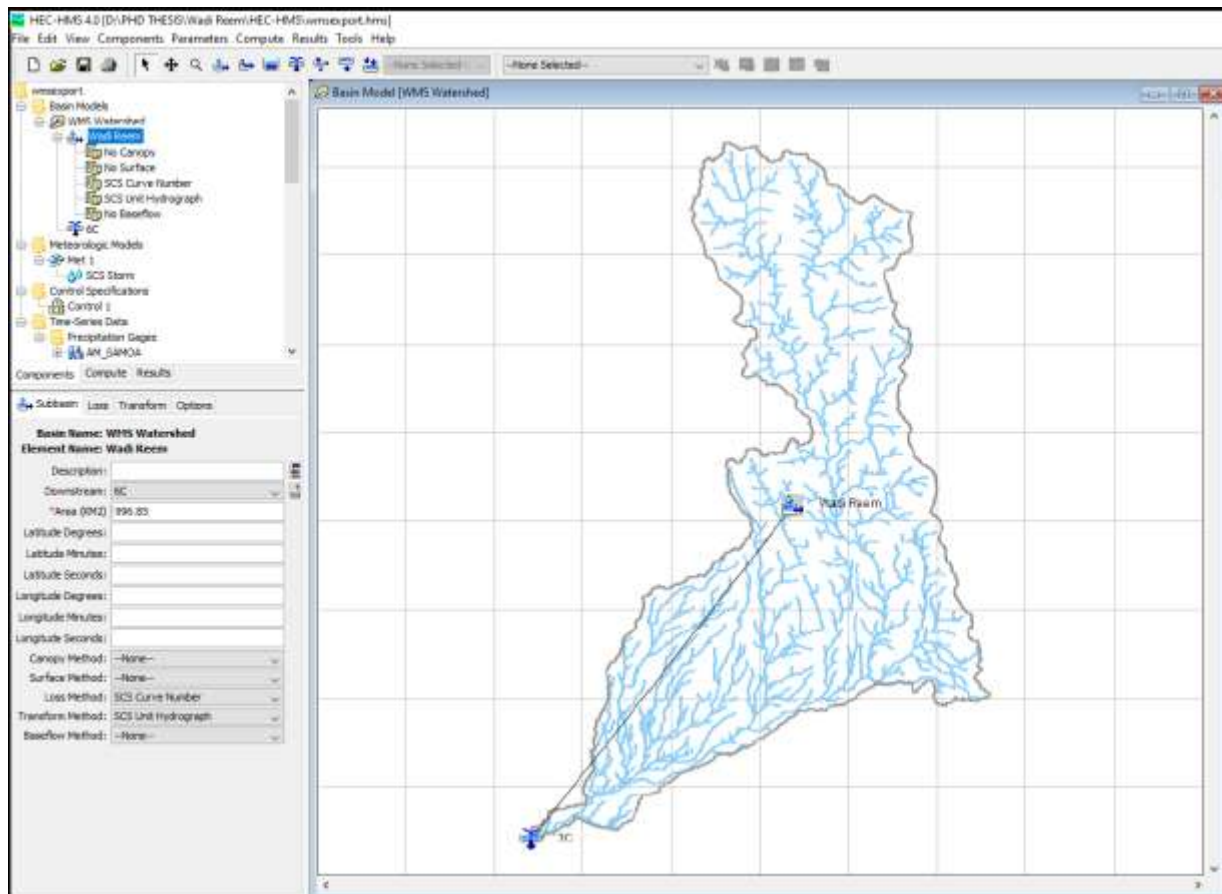 HEC-HMS 4.0 [D:\PHD THESIS\Wadi Reem\HEC-HMS\wmsexport.hms]
File Edit View Components Parameters Compute Results Tools Help
--None Selected-- --None Selected--
wmsexport
Basin Models
WMS Watershed
Wadi Reem
No Canopy
No Surface
SCS Curve Number
SCS Unit Hydrograph
No Baseflow
6C
Meteorologic Models
Met 1
SCS Storm
Control Specifications
Control 1
Time-Series Data
Precipitation Gages
AM_SAMOA
Components Compute Results
Subbasin Loss Transform Options
Basin Name: WMS Watershed
Element Name: Wadi Reem
Description:
Downstream: 6C
*Area (KM2) 996.85
Latitude Degrees:
Latitude Minutes:
Latitude Seconds:
Longitude Degrees:
Longitude Minutes:
Longitude Seconds:
Canopy Method: --None--
Surface Method: --None--
Loss Method: SCS Curve Number
Transform Method: SCS Unit Hydrograph
Baseflow Method: --None--
Basin Model [WMS Watershed]
Wadi Reem